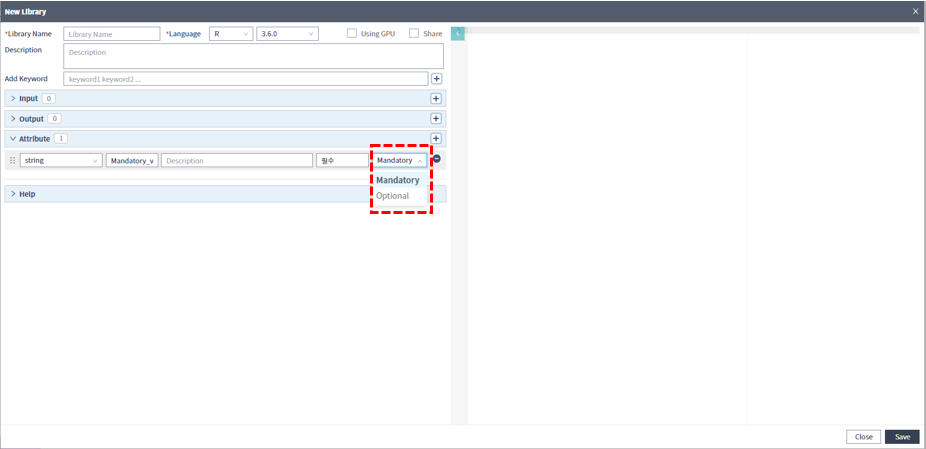 New Library
*Library Name Library Name *Language R 3.6.0 Using GPU Share
Description Description
Add Keyword keyword1 keyword2 ...
Input 0
Output 0
Attribute 1
string Mandatory_v Description 필수 Mandatory
Mandatory
Optional
Help
Close Save